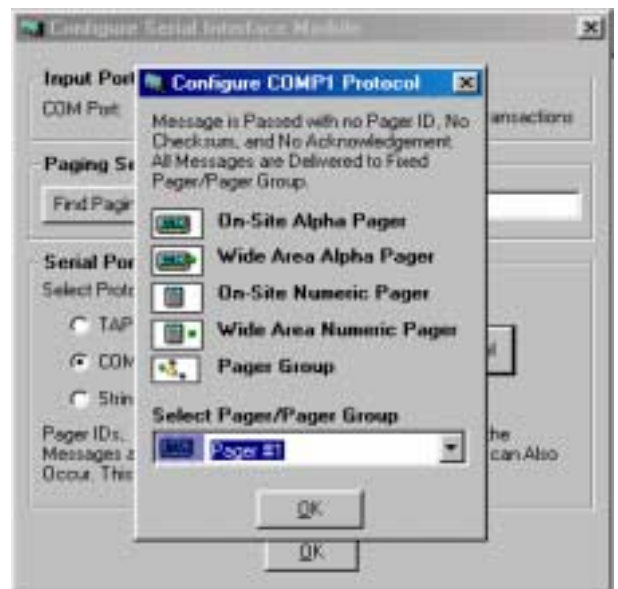 Configure Serial Interface Module
Input Port
COM Port
ansactions
Paging Se
Find Pagin
Serial Por
Select Proto
TAP
COM
Strin
Pager IDs,
Messages a
Occur. This
the
can Also
OK
Configure COMP1 Protocol
Message is Passed with no Pager ID, No
Checksum, and No Acknowledgement.
All Messages are Delivered to Fixed
Pager/Pager Group.
On-Site Alpha Pager
Wide Area Alpha Pager
On-Site Numeric Pager
Wide Area Numeric Pager
Pager Group
Select Pager/Pager Group
Pager #1
OK